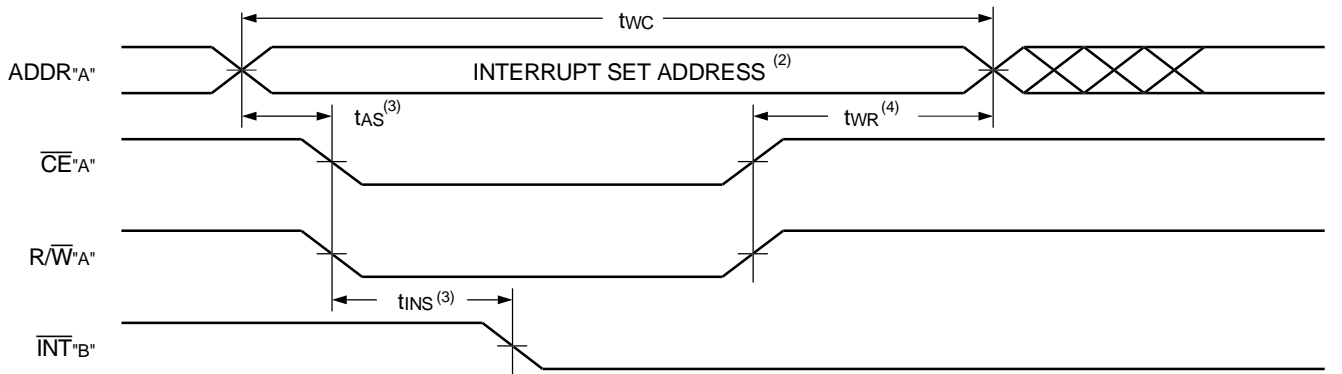 tWC
ADDR"A"
INTERRUPT SET ADDRESS (2)
tAS(3)
tWR(4)
CE"A"
R/W"A"
tINS(3)
INT"B"